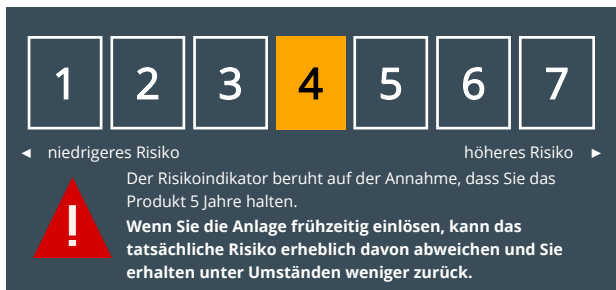 1 2 3 4 5 6 7
◄ niedrigeres Risiko höheres Risiko ►
Der Risikoindikator beruht auf der Annahme, dass Sie das
Produkt 5 Jahre halten.
Wenn Sie die Anlage frühzeitig einlösen, kann das
tatsächliche Risiko erheblich davon abweichen und Sie
erhalten unter Umständen weniger zurück.
!